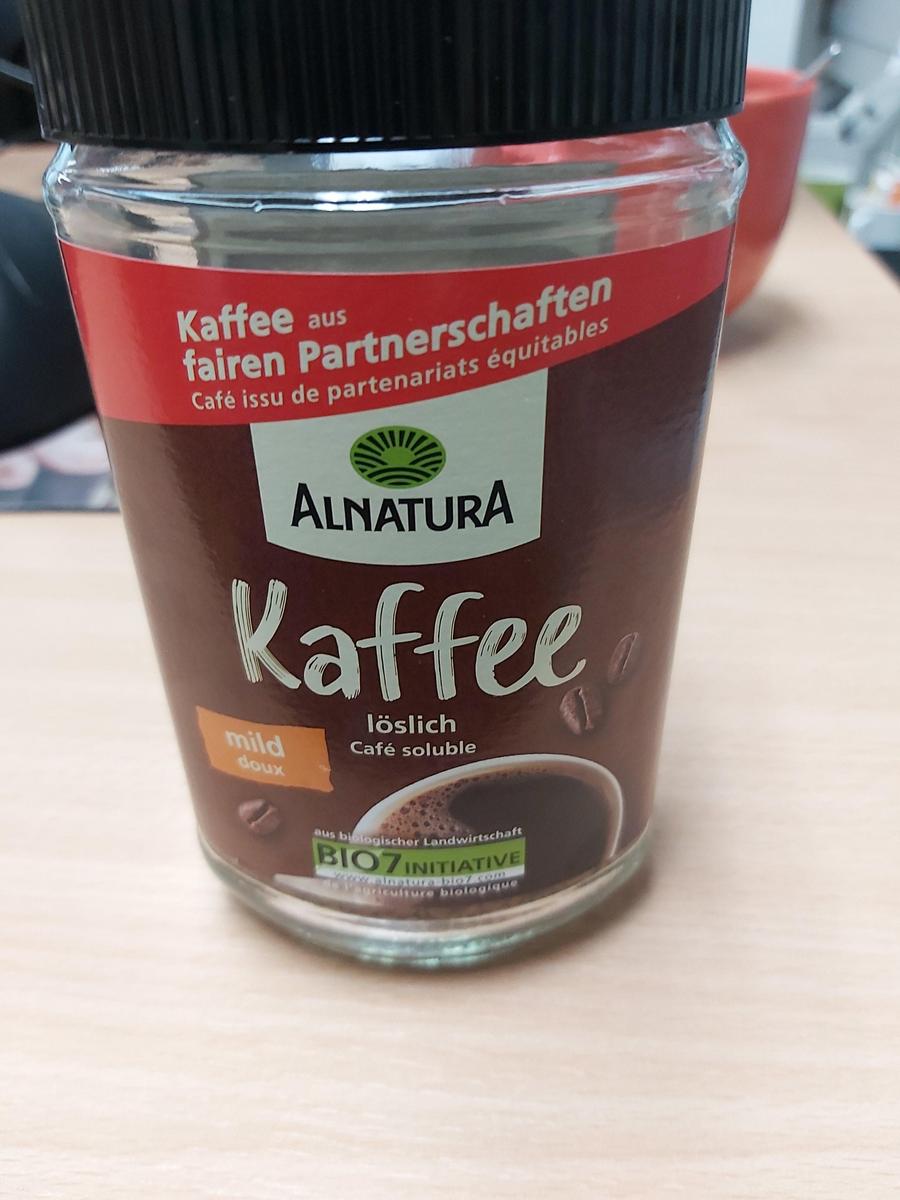 Kaffee aus
fairen Partnerschaften
Café issu de partenariats équitables
ALNATURA
Kaffee
löslich
Café soluble
mild
doux
aus biologischer Landwirtschaft
BIO7 INITIATIVE
www.alnatura-bio7.com
de l'agriculture biologique